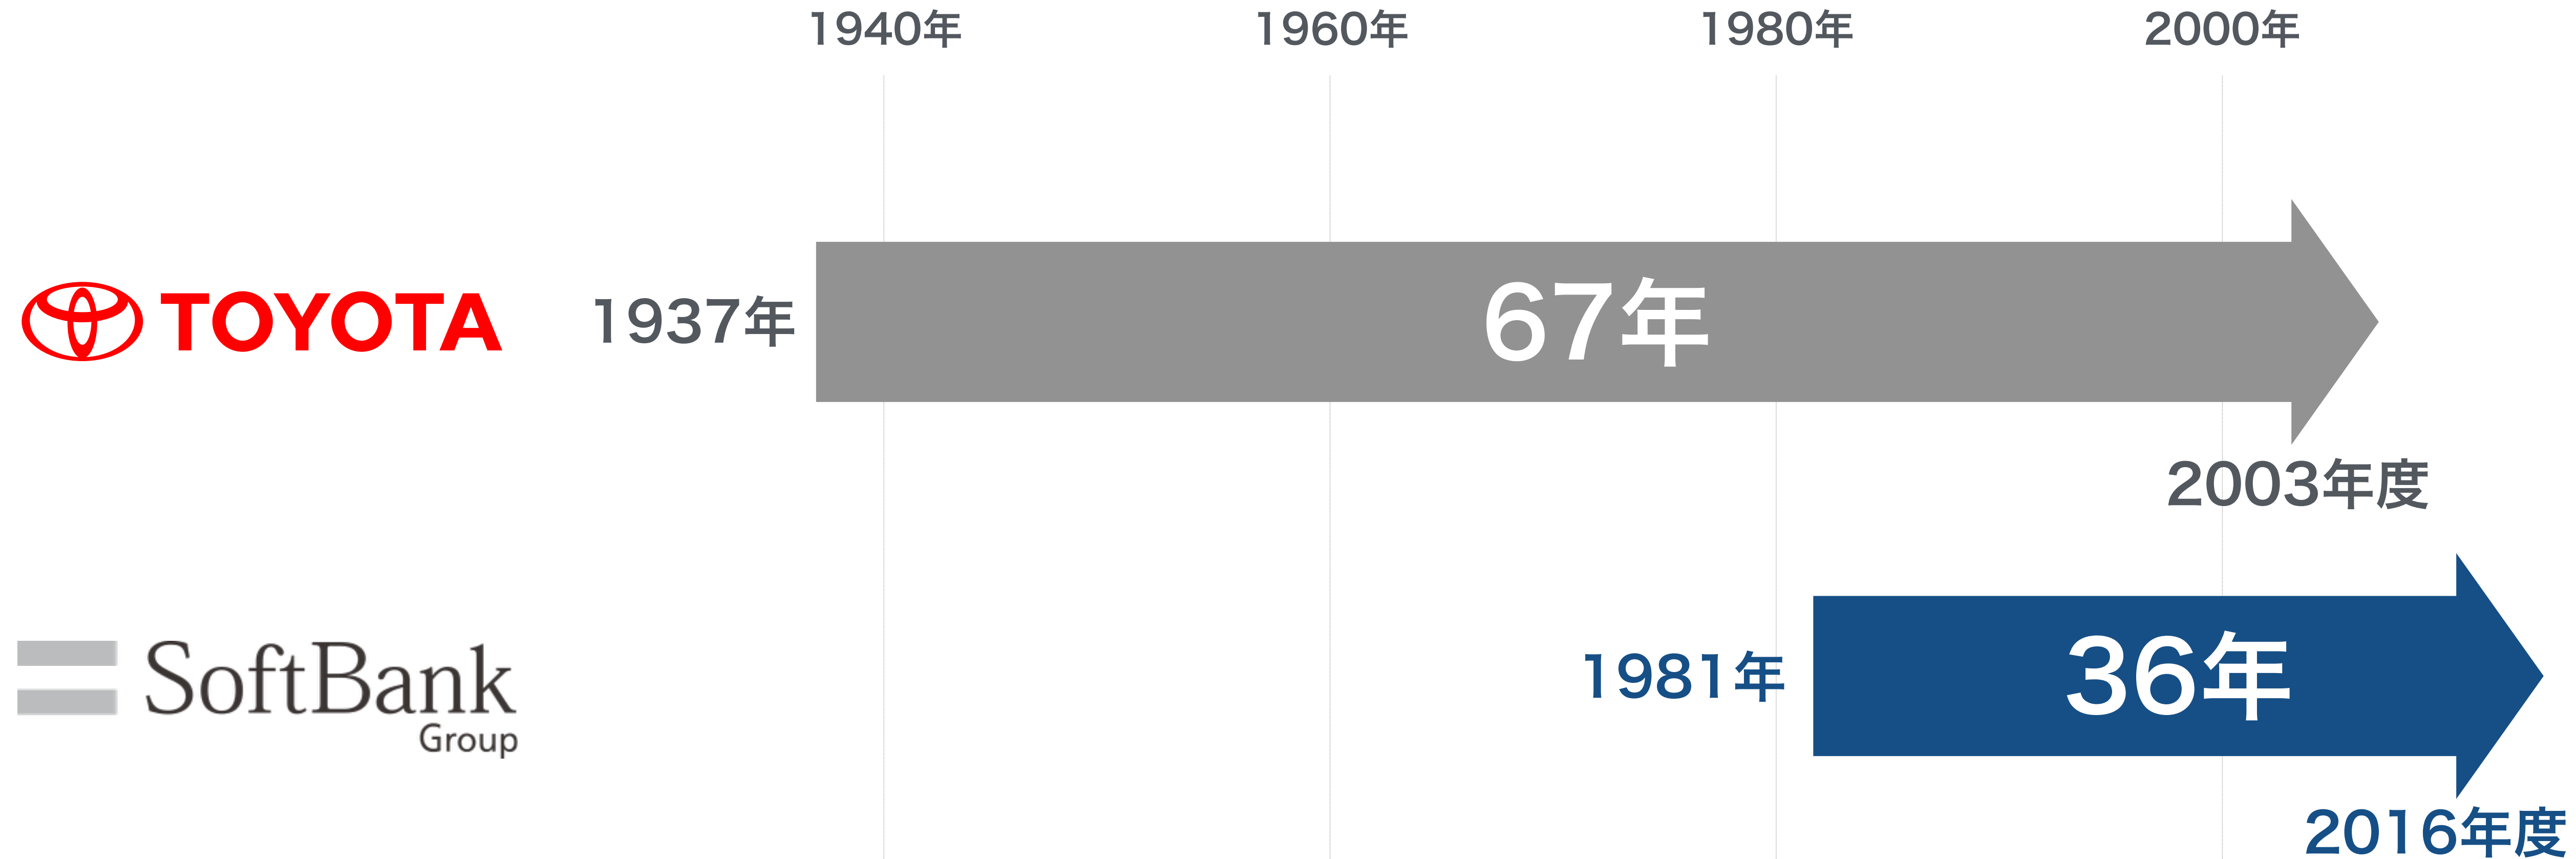 1940年 1960年 1980年 2000年
TOYOTA 1937年 67年
2003年度
SoftBank
Group
1981年 36年
2016年度